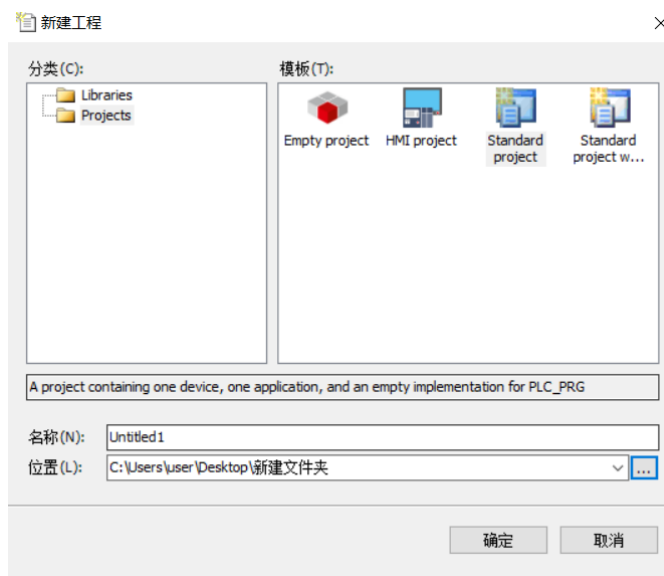 新建工程
分类(C):
模板(T):
Libraries
Projects
Empty project
HMI project
Standard
project
Standard
project w...
A project containing one device, one application, and an empty implementation for PLC_PRG
名称(N):
Untitled1
位置(L):
C:\Users\user\Desktop\新建文件夹
...
确定
取消